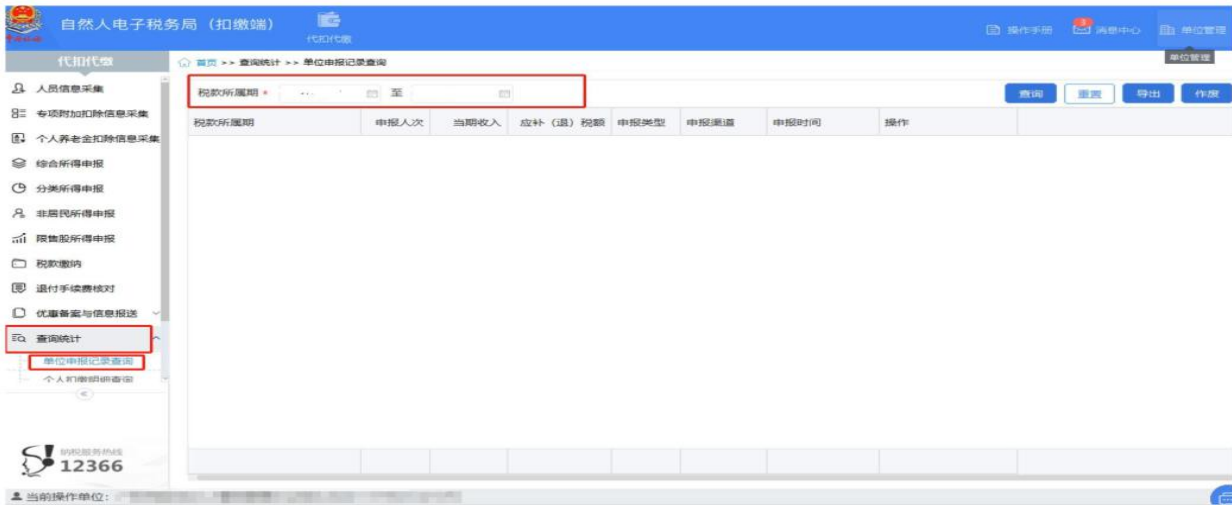 自然人电子税务局（扣缴端）
代扣代缴
操作手册
3
消息中心
单位管理
单位管理
代扣代缴
首页 >> 查询统计 >> 单位申报记录查询
人员信息采集
专项附加扣除信息采集
个人养老金扣除信息采集
综合所得申报
分类所得申报
非居民所得申报
限售股所得申报
税款缴纳
退付手续费核对
优惠备案与信息报送
查询统计
单位申报记录查询
个人扣缴明细查询
税款所属期 * 至
查询 重置 导出 作废
税款所属期 申报人次 当期收入 应补（退）税额 申报类型 申报渠道 申报时间 操作
纳税服务热线
12366
当前操作单位：